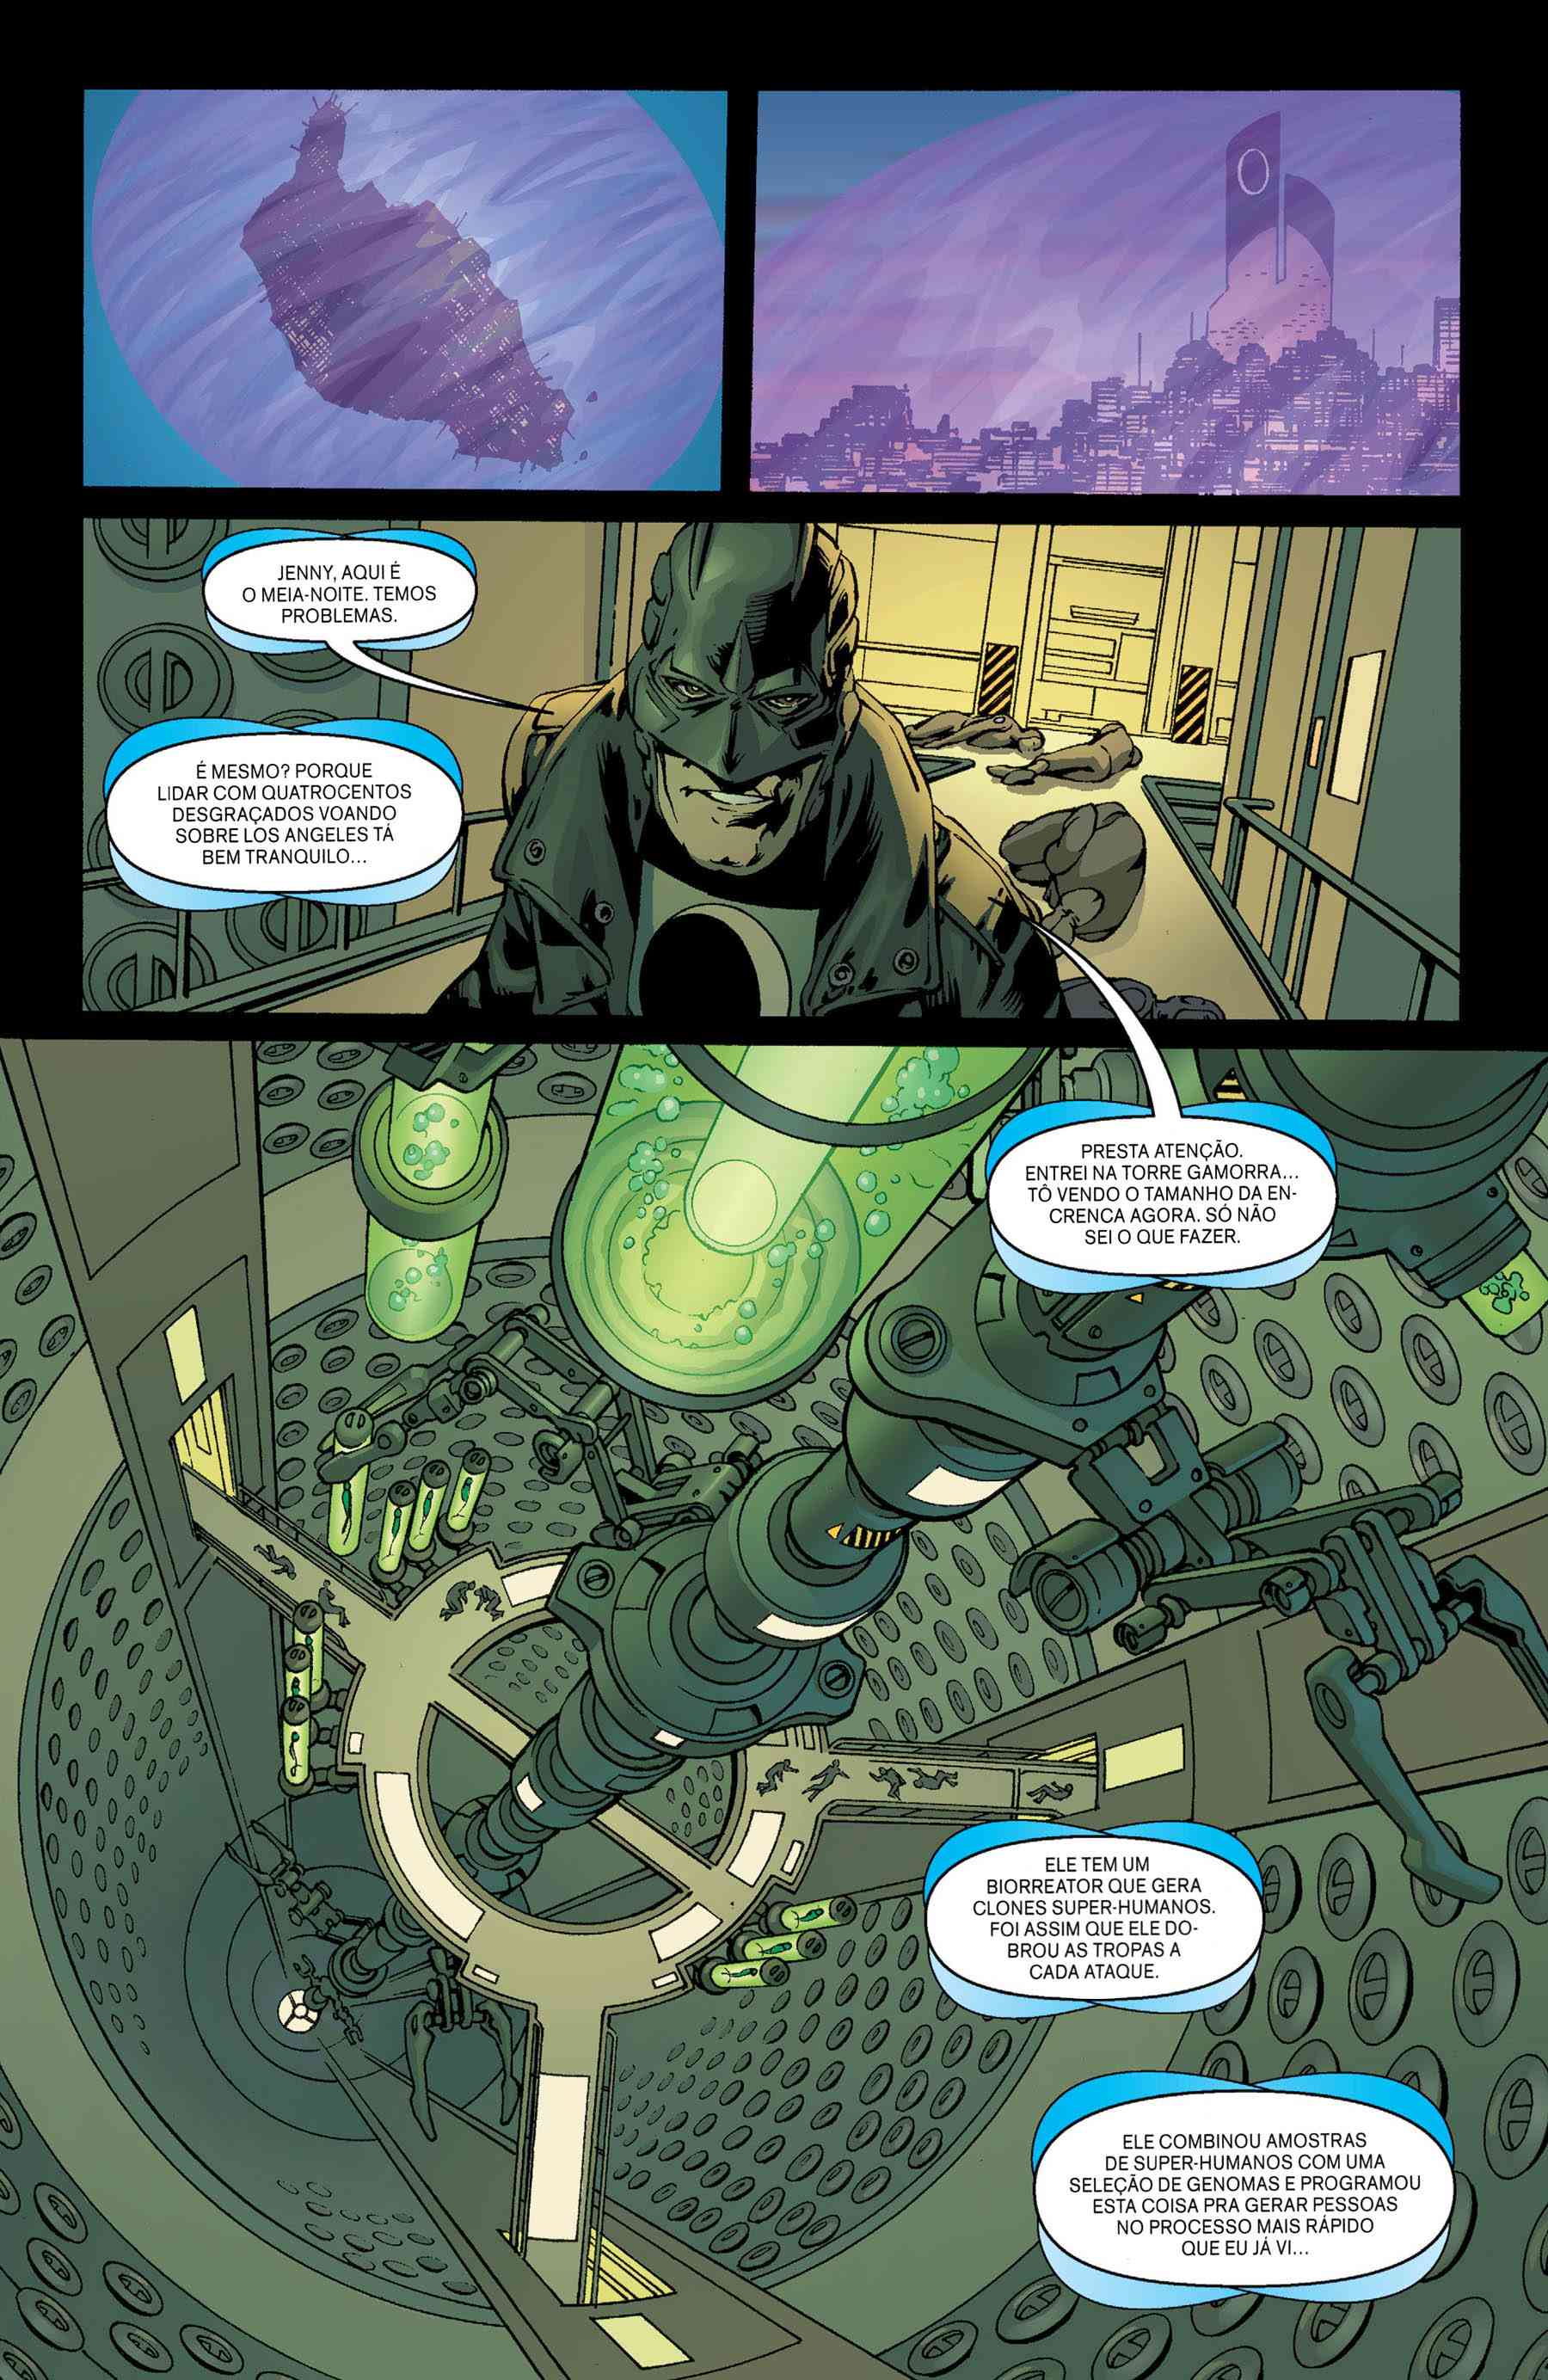 JENNY, AQUI É
O MEIA-NOITE. TEMOS
PROBLEMAS.
É MESMO? PORQUE
LIDAR COM QUATROCENTOS
DESGRAÇADOS VOANDO
SOBRE LOS ANGELES TÁ
BEM TRANQUILO...
PRESTA ATENÇÃO.
ENTREI NA TORRE GAMORRA...
TÔ VENDO O TAMANHO DA EN-
CRENCA AGORA. SÓ NÃO
SEI O QUE FAZER.
ELE TEM UM
BIORREATOR QUE GERA
CLONES SUPER-HUMANOS.
FOI ASSIM QUE ELE DO-
BROU AS TROPAS A
CADA ATAQUE.
ELE COMBINOU AMOSTRAS
DE SUPER-HUMANOS COM UMA
SELEÇÃO DE GENOMAS E PROGRAMOU
ESTA COISA PRA GERAR PESSOAS
NO PROCESSO MAIS RÁPIDO
QUE EU JÁ VI...